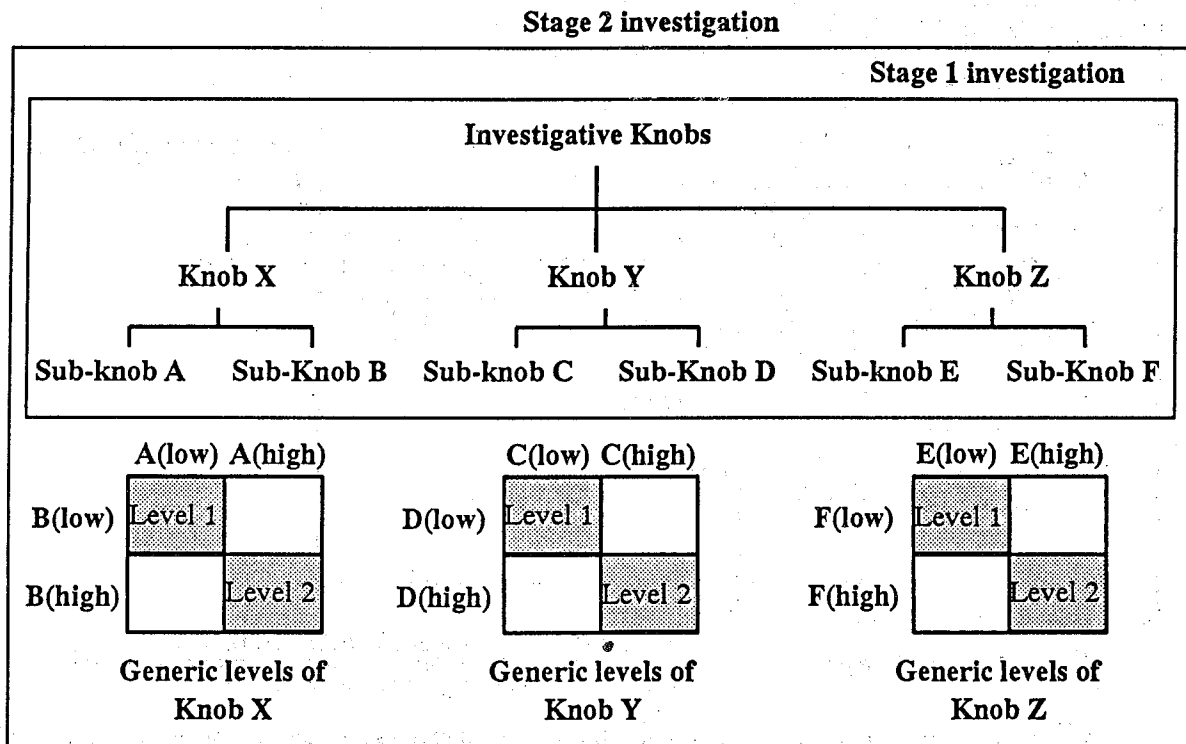 Stage 2 investigation
Stage 1 investigation
Investigative Knobs
Knob X
Knob Y
Knob Z
Sub-knob A
Sub-Knob B
Sub-knob C
Sub-Knob D
Sub-knob E
Sub-Knob F
A(low) A(high)
B(low) Level 1
B(high) Level 2
Generic levels of
Knob X
C(low) C(high)
D(low) Level 1
D(high) Level 2
Generic levels of
Knob Y
E(low) E(high)
F(low) Level 1
F(high) Level 2
Generic levels of
Knob Z